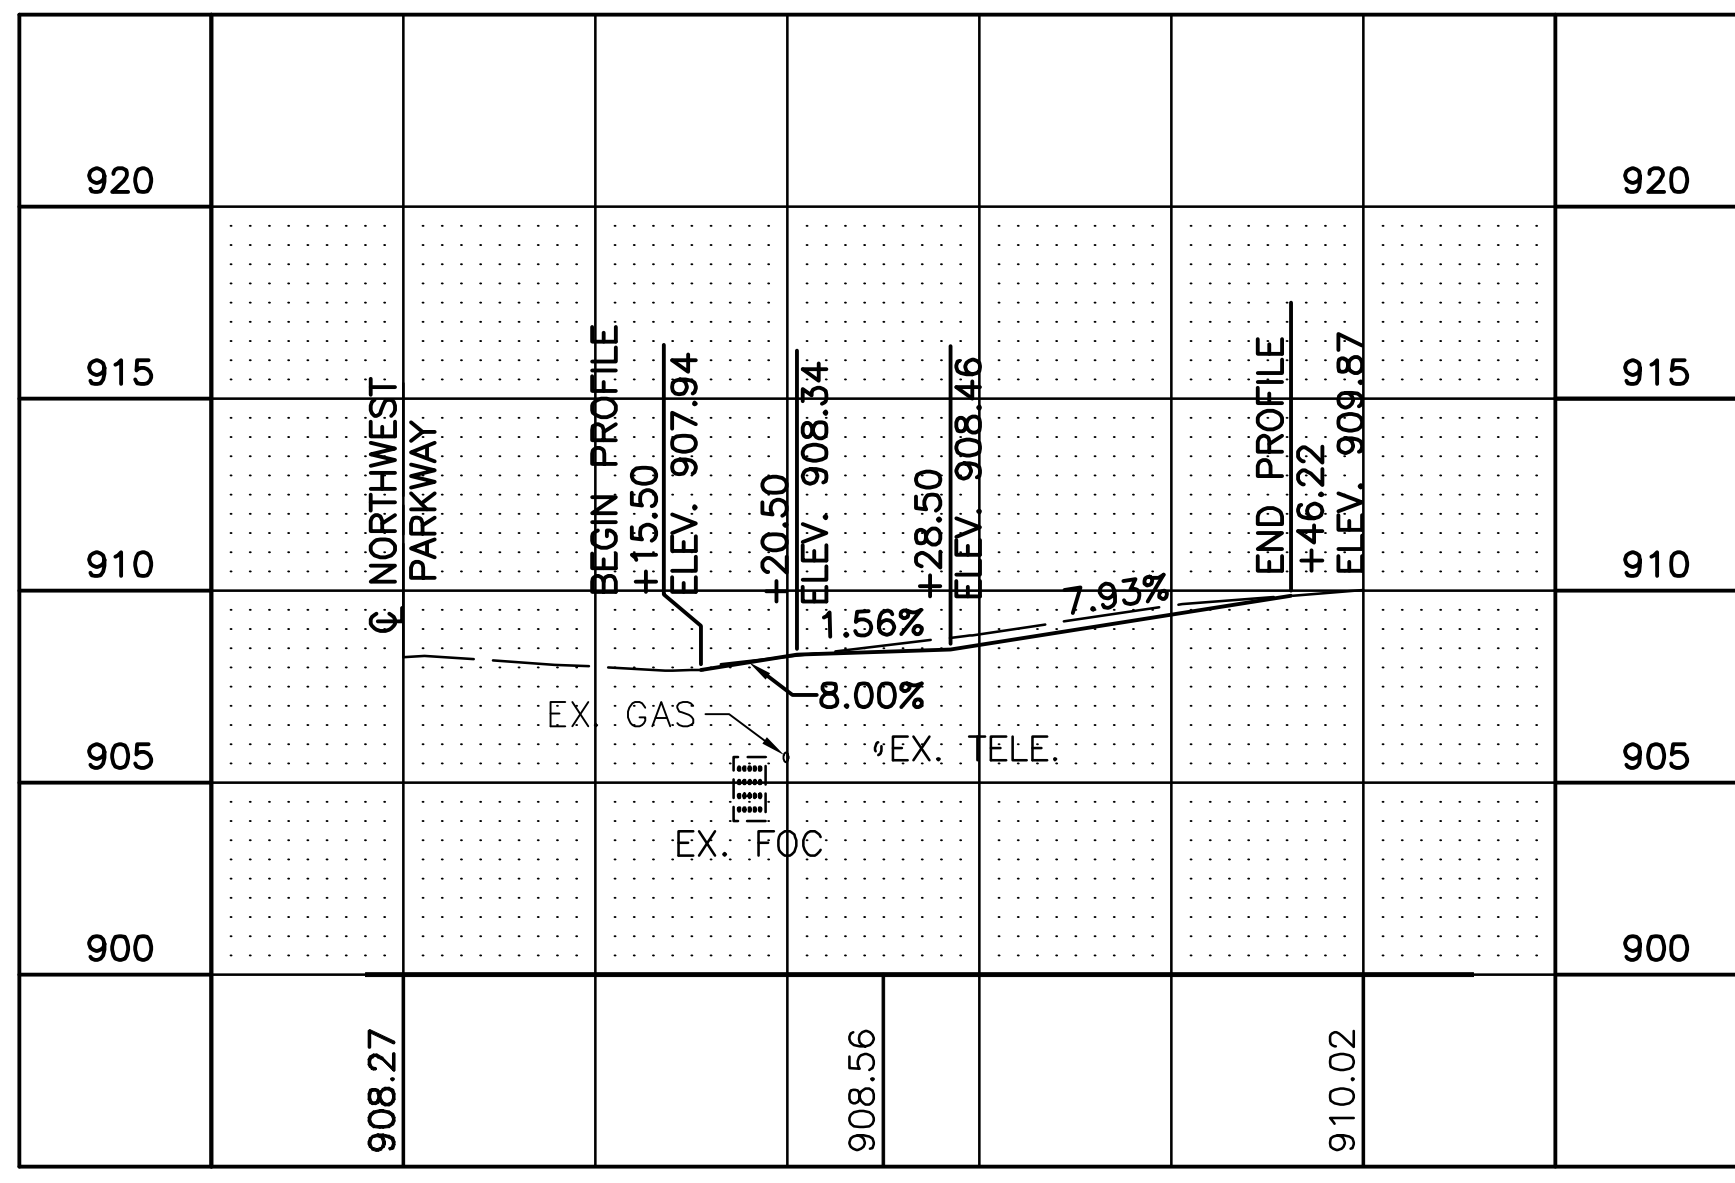 920
920
915
915
910
910
905
905
900
900
℄ NORTHWEST
PARKWAY
BEGIN PROFILE
+15.50
ELEV. 907.94
+20.50
ELEV. 908.34
+28.50
ELEV. 908.46
END PROFILE
+46.22
ELEV. 909.87
1.56%
7.93%
8.00%
EX. GAS
EX. TELE.
EX. FOC
908.27
908.56
910.02